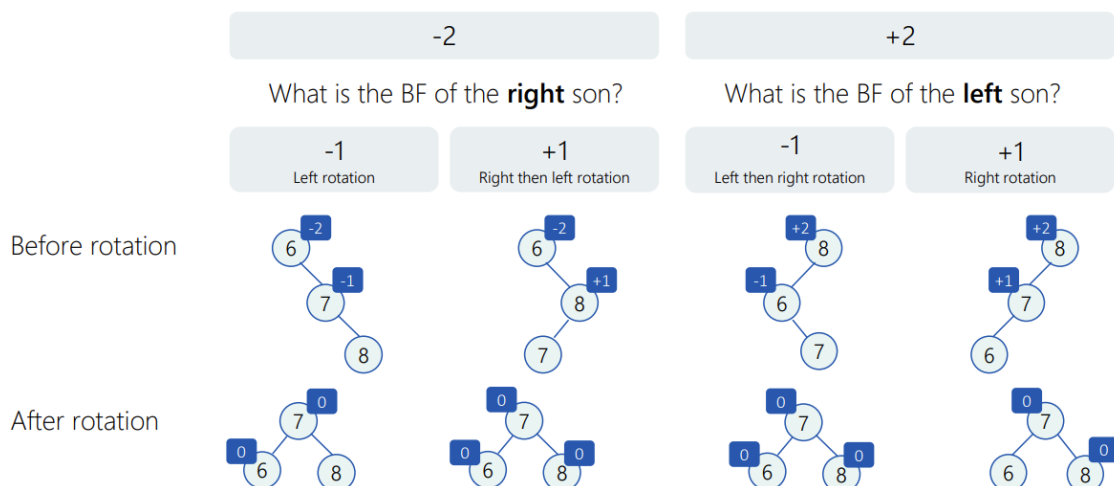 -2 +2
What is the BF of the right son? What is the BF of the left son?
-1 +1 -1 +1
Left rotation Right then left rotation Left then right rotation Right rotation
Before rotation
-2 -2 +2 +2
6 6 8 8
-1 +1 -1 +1
7 8 6 7
8 7 7 6
After rotation
0 0 0 0
7 7 7 7
0 0 0 0 0 0
6 8 6 8 6 8 6 8